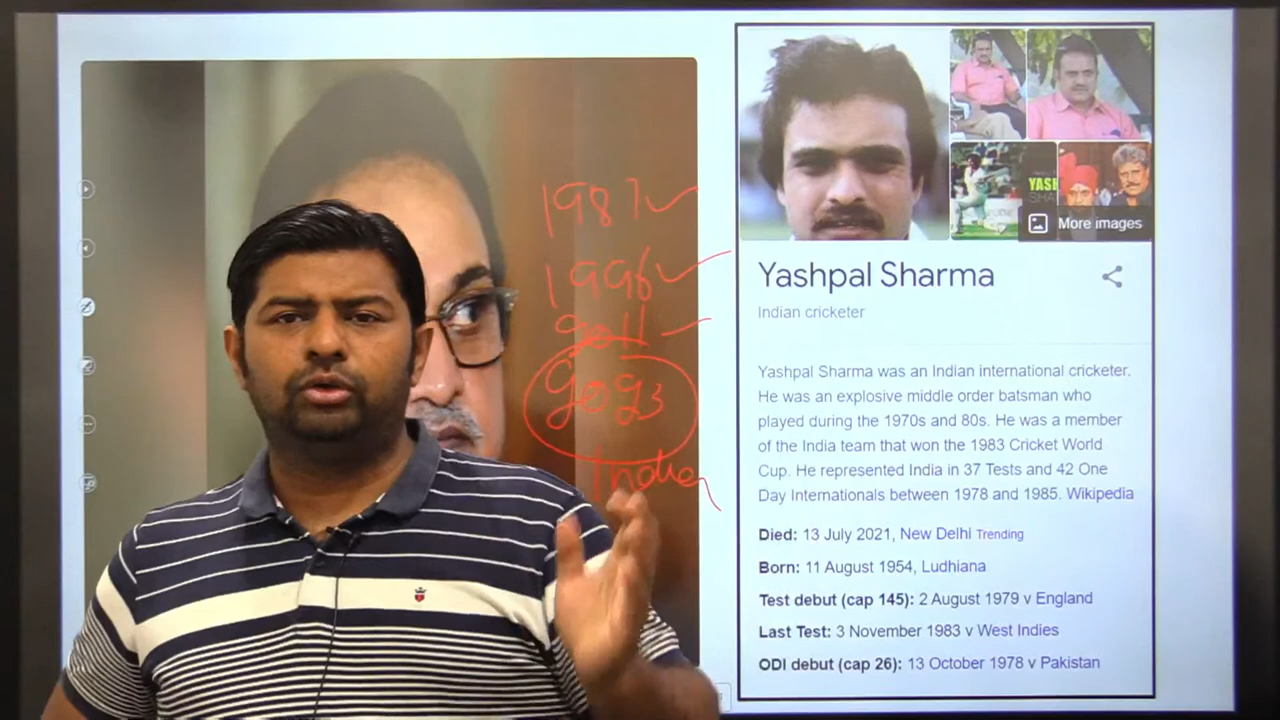 1987
1996
2011
2023
India
YASH
SHA
More images
Yashpal Sharma
Indian cricketer
Yashpal Sharma was an Indian international cricketer.
He was an explosive middle order batsman who
played during the 1970s and 80s. He was a member
of the India team that won the 1983 Cricket World
Cup. He represented India in 37 Tests and 42 One
Day Internationals between 1978 and 1985. Wikipedia
Died: 13 July 2021, New Delhi Trending
Born: 11 August 1954, Ludhiana
Test debut (cap 145): 2 August 1979 v England
Last Test: 3 November 1983 v West Indies
ODI debut (cap 26): 13 October 1978 v Pakistan